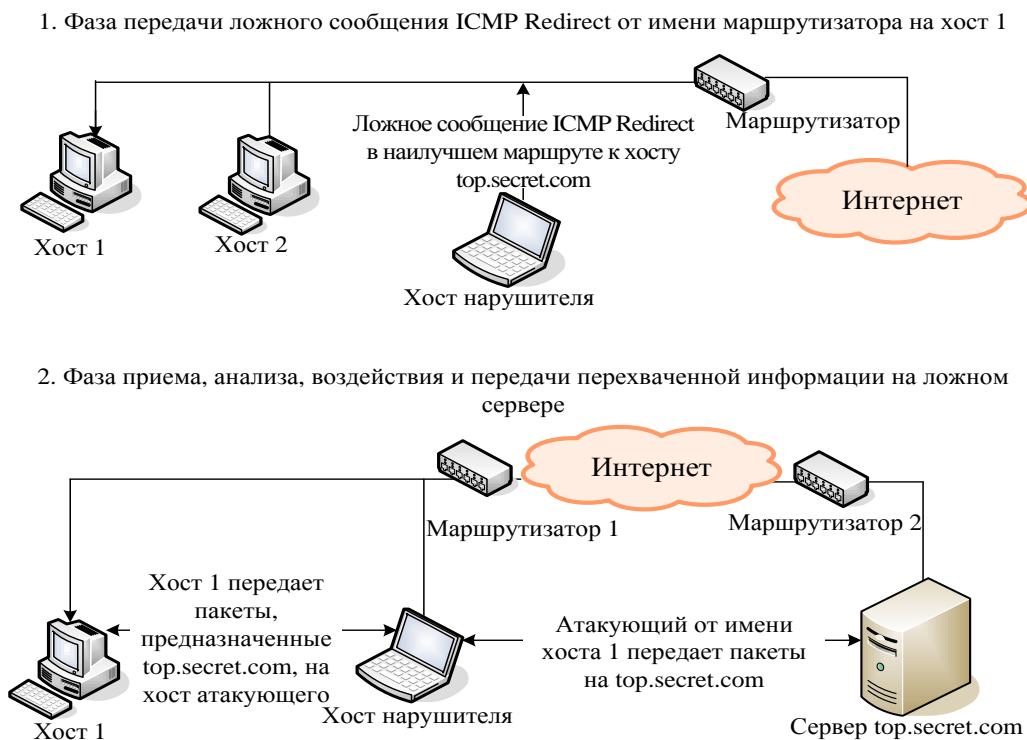 1. Фаза передачи ложного сообщения ICMP Redirect от имени маршрутизатора на хост 1
Ложное сообщение ICMP Redirect
в наилучшем маршруте к хосту
top.secret.com
Маршрутизатор
Интернет
Хост 1
Хост 2
Хост нарушителя
2. Фаза приема, анализа, воздействия и передачи перехваченной информации на ложном
сервере
Интернет
Маршрутизатор 1
Маршрутизатор 2
Хост 1 передает
пакеты,
предназначенные
top.secret.com, на
хост атакующего
Атакующий от имени
хоста 1 передает пакеты
на top.secret.com
Хост 1
Хост нарушителя
Сервер top.secret.com